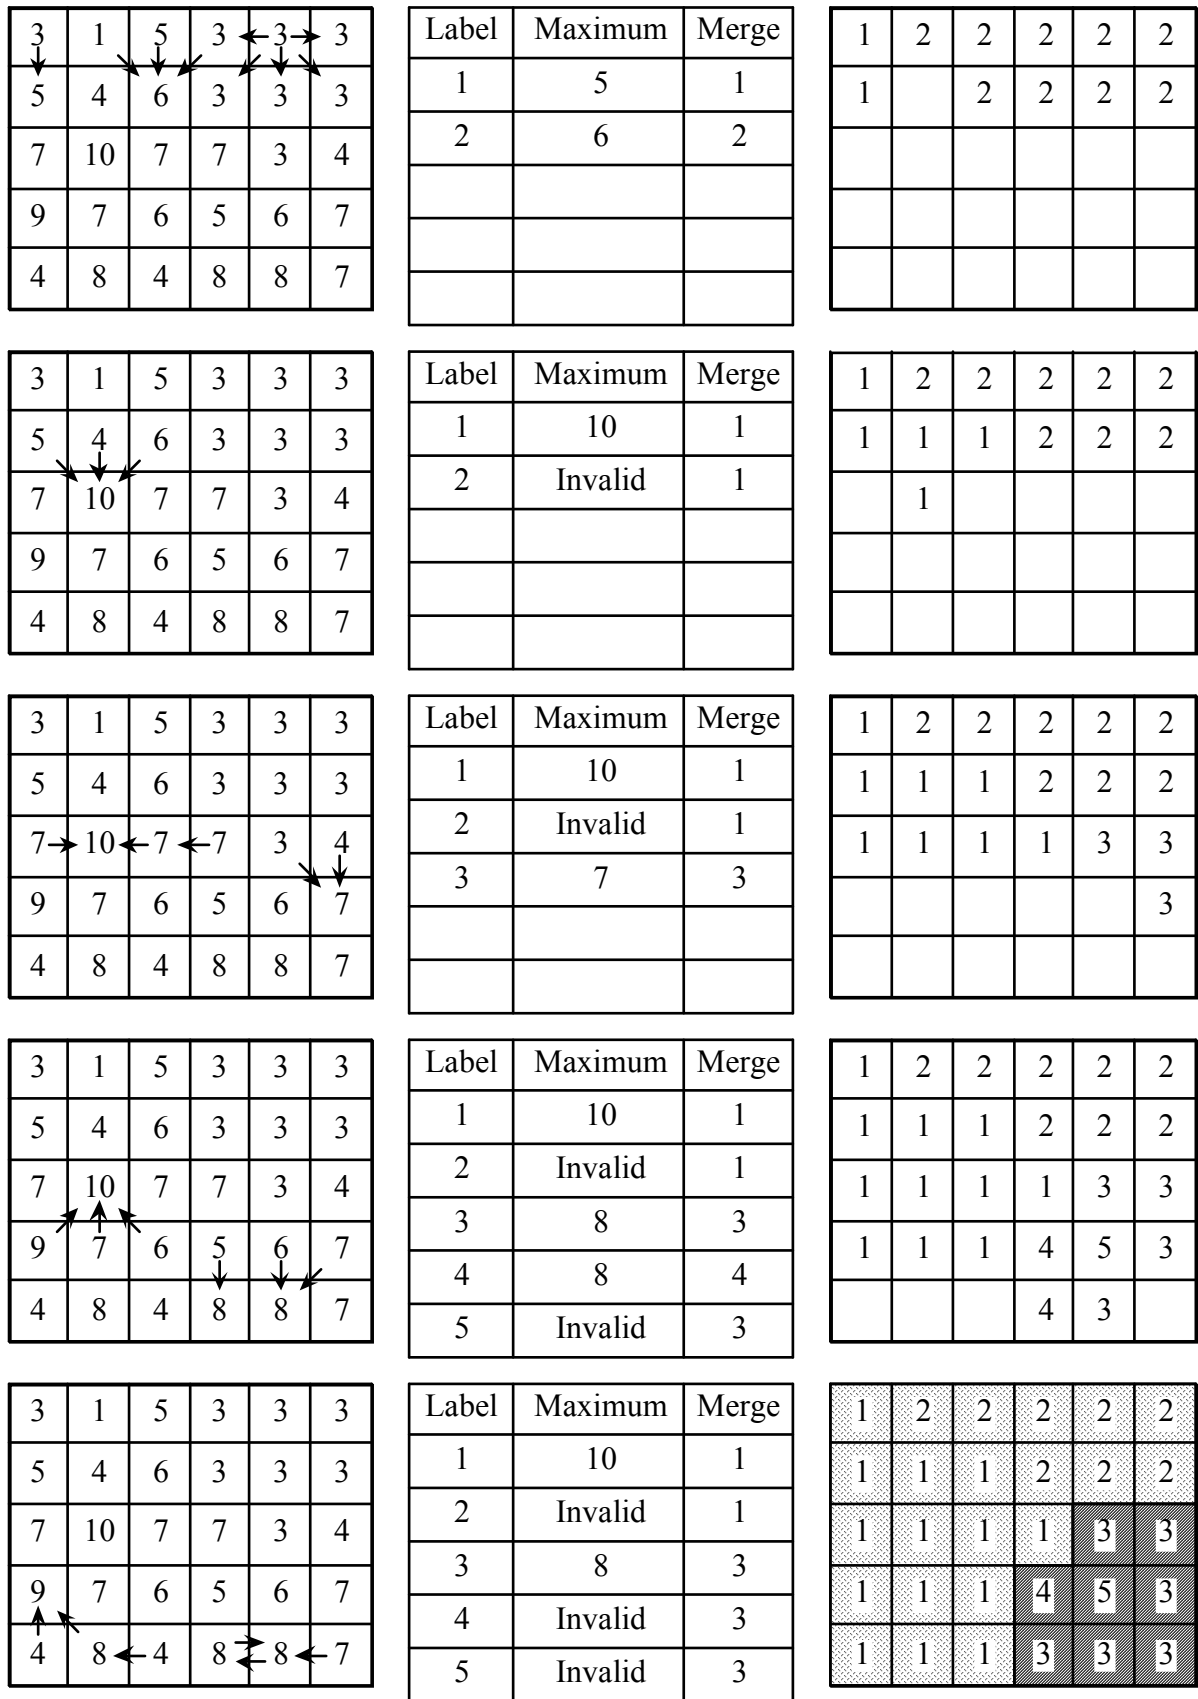 3 1 5 3 3 3
5 4 6 3 3 3
7 10 7 7 3 4
9 7 6 5 6 7
4 8 4 8 8 7
Label Maximum Merge
1 5 1
2 6 2
1 2 2 2 2 2
1 2 2 2 2
3 1 5 3 3 3
5 4 6 3 3 3
7 10 7 7 3 4
9 7 6 5 6 7
4 8 4 8 8 7
Label Maximum Merge
1 10 1
2 Invalid 1
1 2 2 2 2 2
1 1 1 2 2 2
1
3 1 5 3 3 3
5 4 6 3 3 3
7 10 7 7 3 4
9 7 6 5 6 7
4 8 4 8 8 7
Label Maximum Merge
1 10 1
2 Invalid 1
3 7 3
1 2 2 2 2 2
1 1 1 2 2 2
1 1 1 1 3 3
3
3 1 5 3 3 3
5 4 6 3 3 3
7 10 7 7 3 4
9 7 6 5 6 7
4 8 4 8 8 7
Label Maximum Merge
1 10 1
2 Invalid 1
3 8 3
4 8 4
5 Invalid 3
1 2 2 2 2 2
1 1 1 2 2 2
1 1 1 1 3 3
1 1 1 4 5 3
4 3
3 1 5 3 3 3
5 4 6 3 3 3
7 10 7 7 3 4
9 7 6 5 6 7
4 8 4 8 8 7
Label Maximum Merge
1 10 1
2 Invalid 1
3 8 3
4 Invalid 3
5 Invalid 3
1 2 2 2 2 2
1 1 1 2 2 2
1 1 1 1 3 3
1 1 1 4 5 3
1 1 1 3 3 3